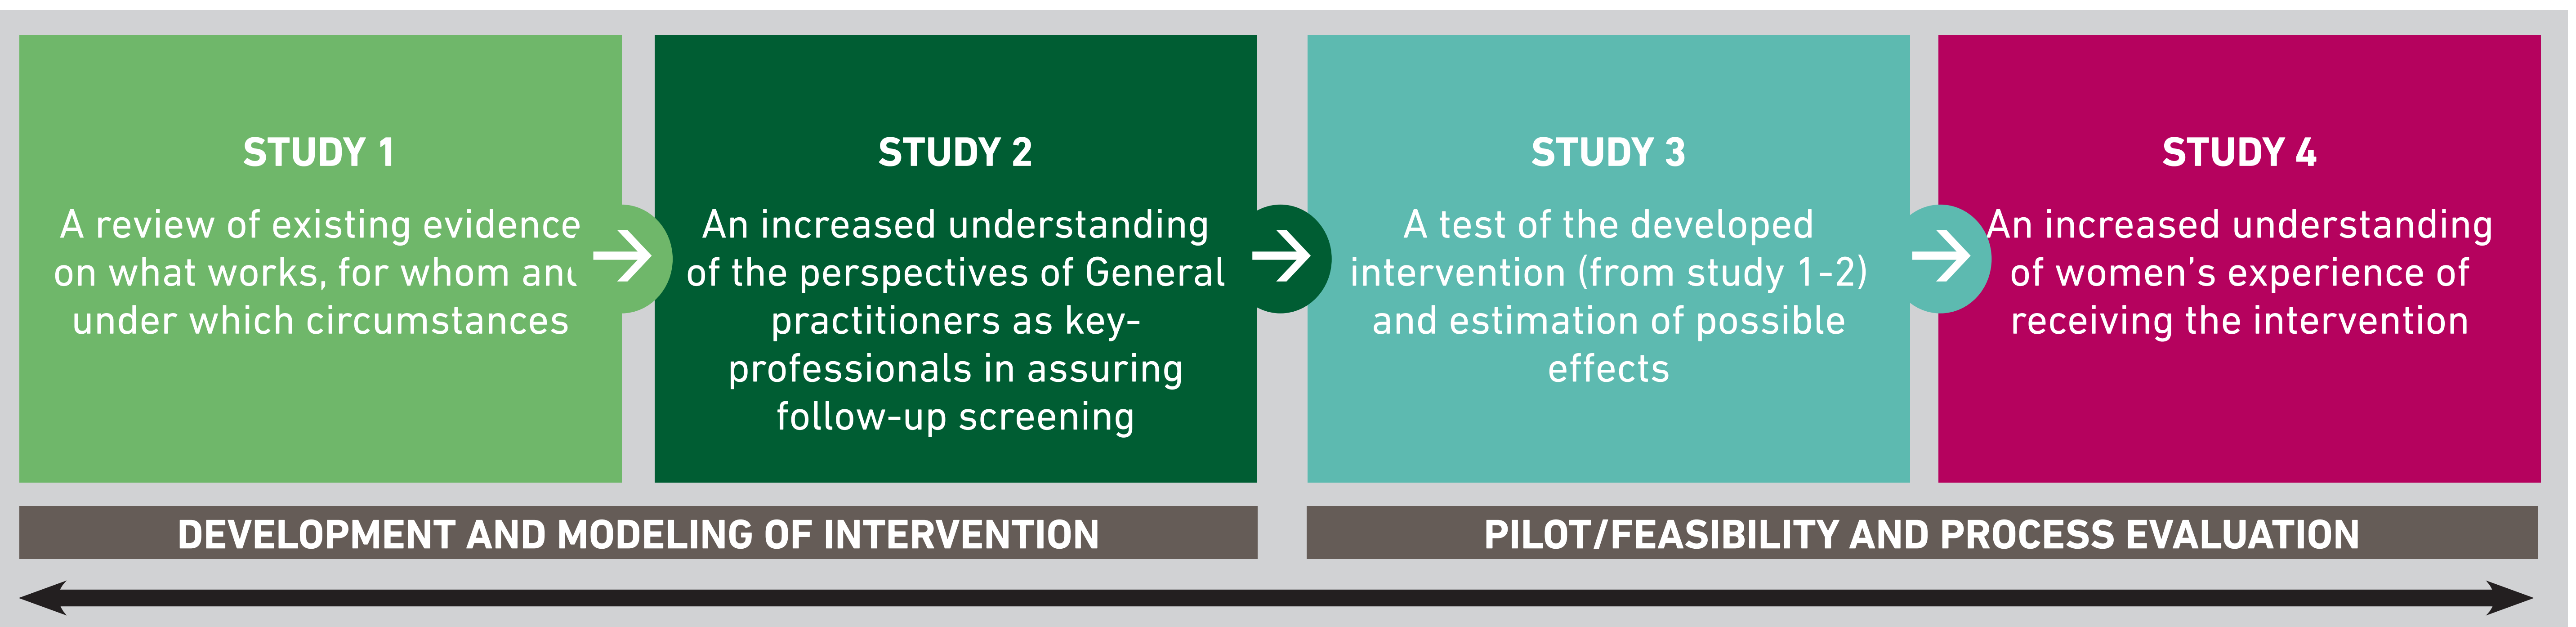 STUDY 1
A review of existing evidence
on what works, for whom and
under which circumstances
STUDY 2
An increased understanding
of the perspectives of General
practitioners as key-
professionals in assuring
follow-up screening
STUDY 3
A test of the developed
intervention (from study 1-2)
and estimation of possible
effects
STUDY 4
An increased understanding
of women’s experience of
receiving the intervention
DEVELOPMENT AND MODELING OF INTERVENTION
PILOT/FEASIBILITY AND PROCESS EVALUATION